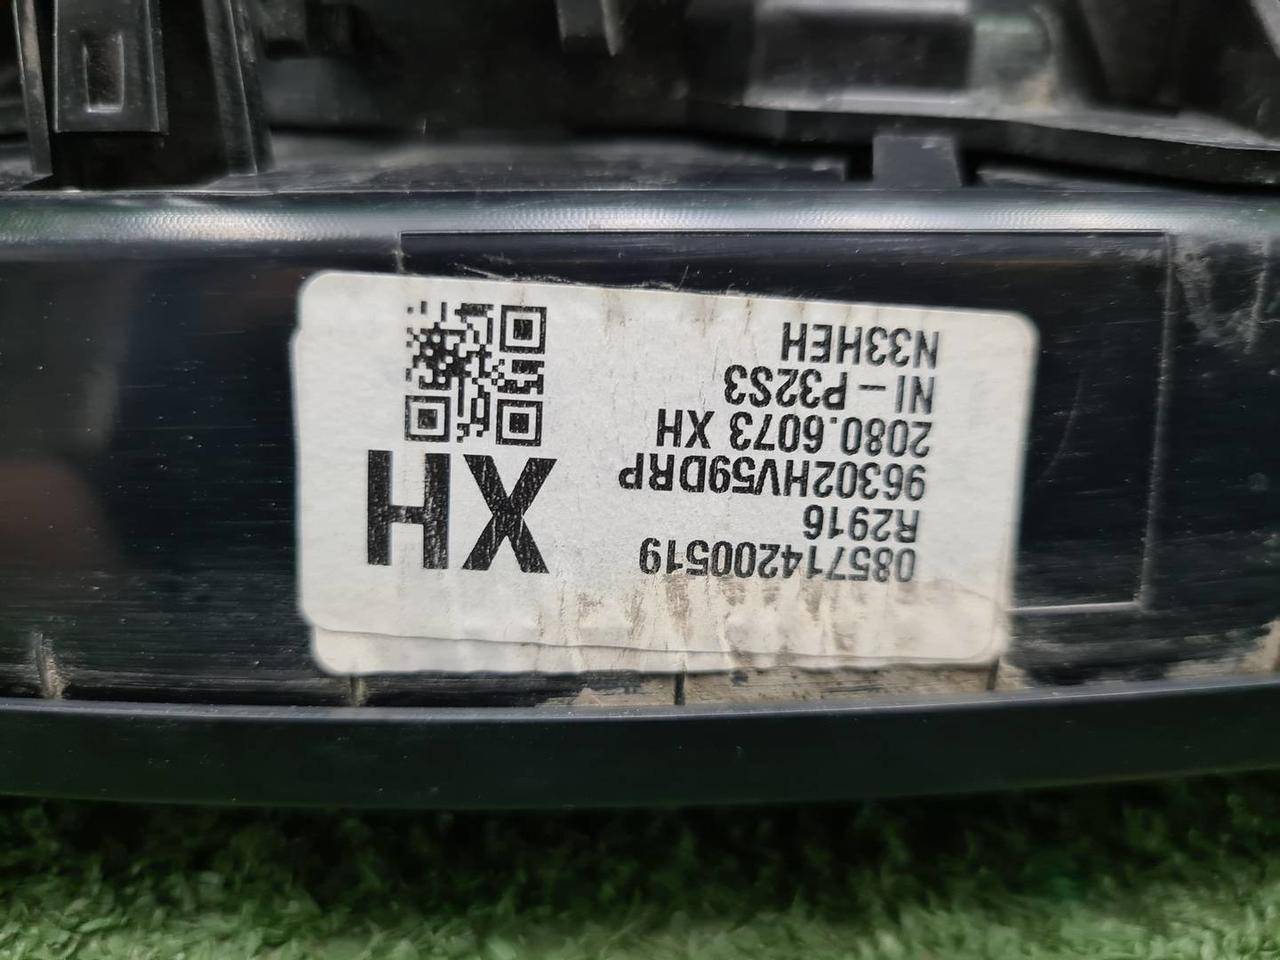 085714200519
R2916
96302HV59DRP
2080.6073 XH
NI-P32S3
N33HEH
XH